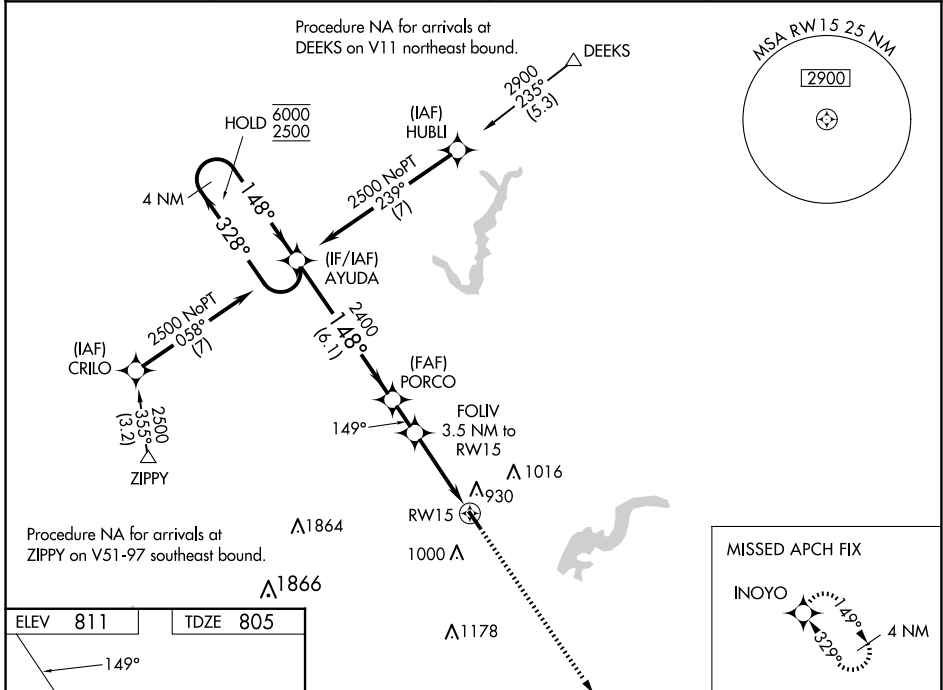 Procedure NA for arrivals at
DEEKS on V11 northeast bound.
DEEKS
2900
235°
(5.3)
MSA RW15 25 NM
2900
(IAF)
HUBLI
HOLD
6000
2500
4 NM
148°
328°
2500 NoPT
239°
(7)
(IF/IAF)
AYUDA
2500 NoPT
058°
(7)
(IAF)
CRILO
2400
148°
(6.1)
(FAF)
PORCO
2500
355°
(3.2)
ZIPPY
149°
FOLIV
3.5 NM to
RW15
1016
930
RW15
1864
1000
Procedure NA for arrivals at
ZIPPY on V51-97 southeast bound.
1866
1178
MISSED APCH FIX
INOYO
149°
329°
4 NM
ELEV 811
TDZE 805
149°